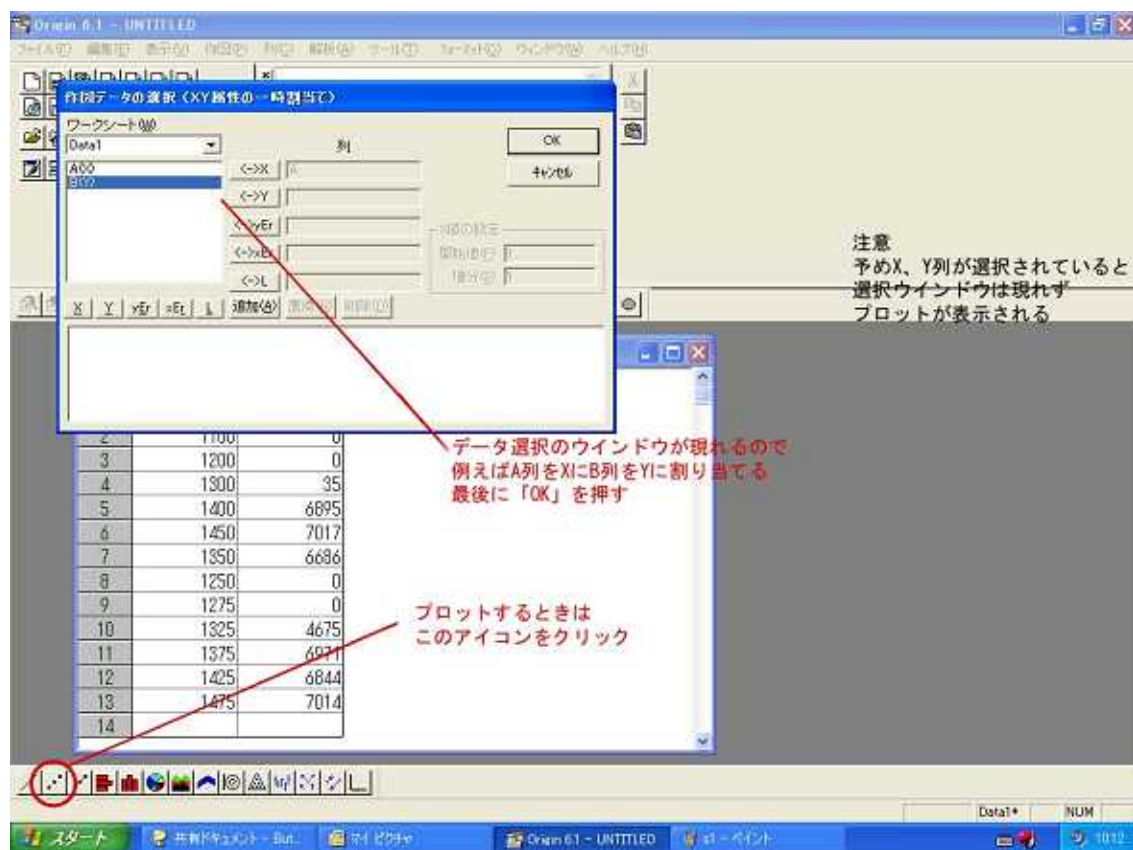 Origin 6.1 - UNTITLED
作図データの選択（XY属性の一時割当て）
ワークシート(W)
Data1
列
OK
キャンセル
<->X
<->Y
<->yEr
<->xEr
<->L
B(Y)
X Y yEr xEr L 追加(A)
注意
予めX、Y列が選択されていると
選択ウインドウは現れず
プロットが表示される
データ選択のウインドウが現れるので
例えばA列をXにB列をYに割り当てる
最後に「OK」を押す
2 1100 0
3 1200 0
4 1300 35
5 1400 6895
6 1450 7017
7 1350 6686
8 1250 0
9 1275 0
10 1325 4675
11 1375 6971
12 1425 6844
13 1475 7014
14
プロットするときは
このアイコンをクリック
Data1*
NUM
スタート
マイ ピクチャ
Origin 6.1 - UNTITLED
s1 - ペイント
10:12